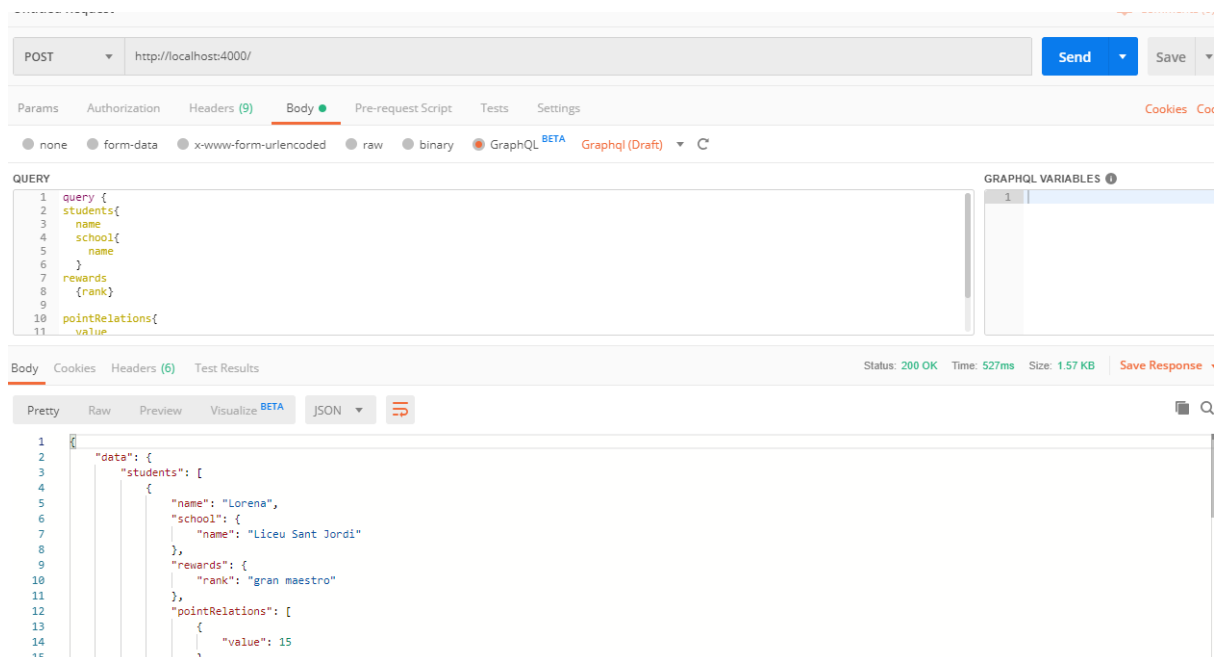 POST http://localhost:4000/ Send Save
Params Authorization Headers (9) Body Pre-request Script Tests Settings Cookies
none form-data x-www-form-urlencoded raw binary GraphQL BETA Graphql (Draft)
QUERY GRAPHQL VARIABLES
1 query { 1
2 students{
3 name
4 school{
5 name
6 }
7 rewards
8 {rank}
9
10 pointRelations{
11 value
Body Cookies Headers (6) Test Results Status: 200 OK Time: 527ms Size: 1.57 KB Save Response
Pretty Raw Preview Visualize BETA JSON
1 {
2 "data": {
3 "students": [
4 {
5 "name": "Lorena",
6 "school": {
7 "name": "Liceu Sant Jordi"
8 },
9 "rewards": {
10 "rank": "gran maestro"
11 },
12 "pointRelations": [
13 {
14 "value": 15
15 }